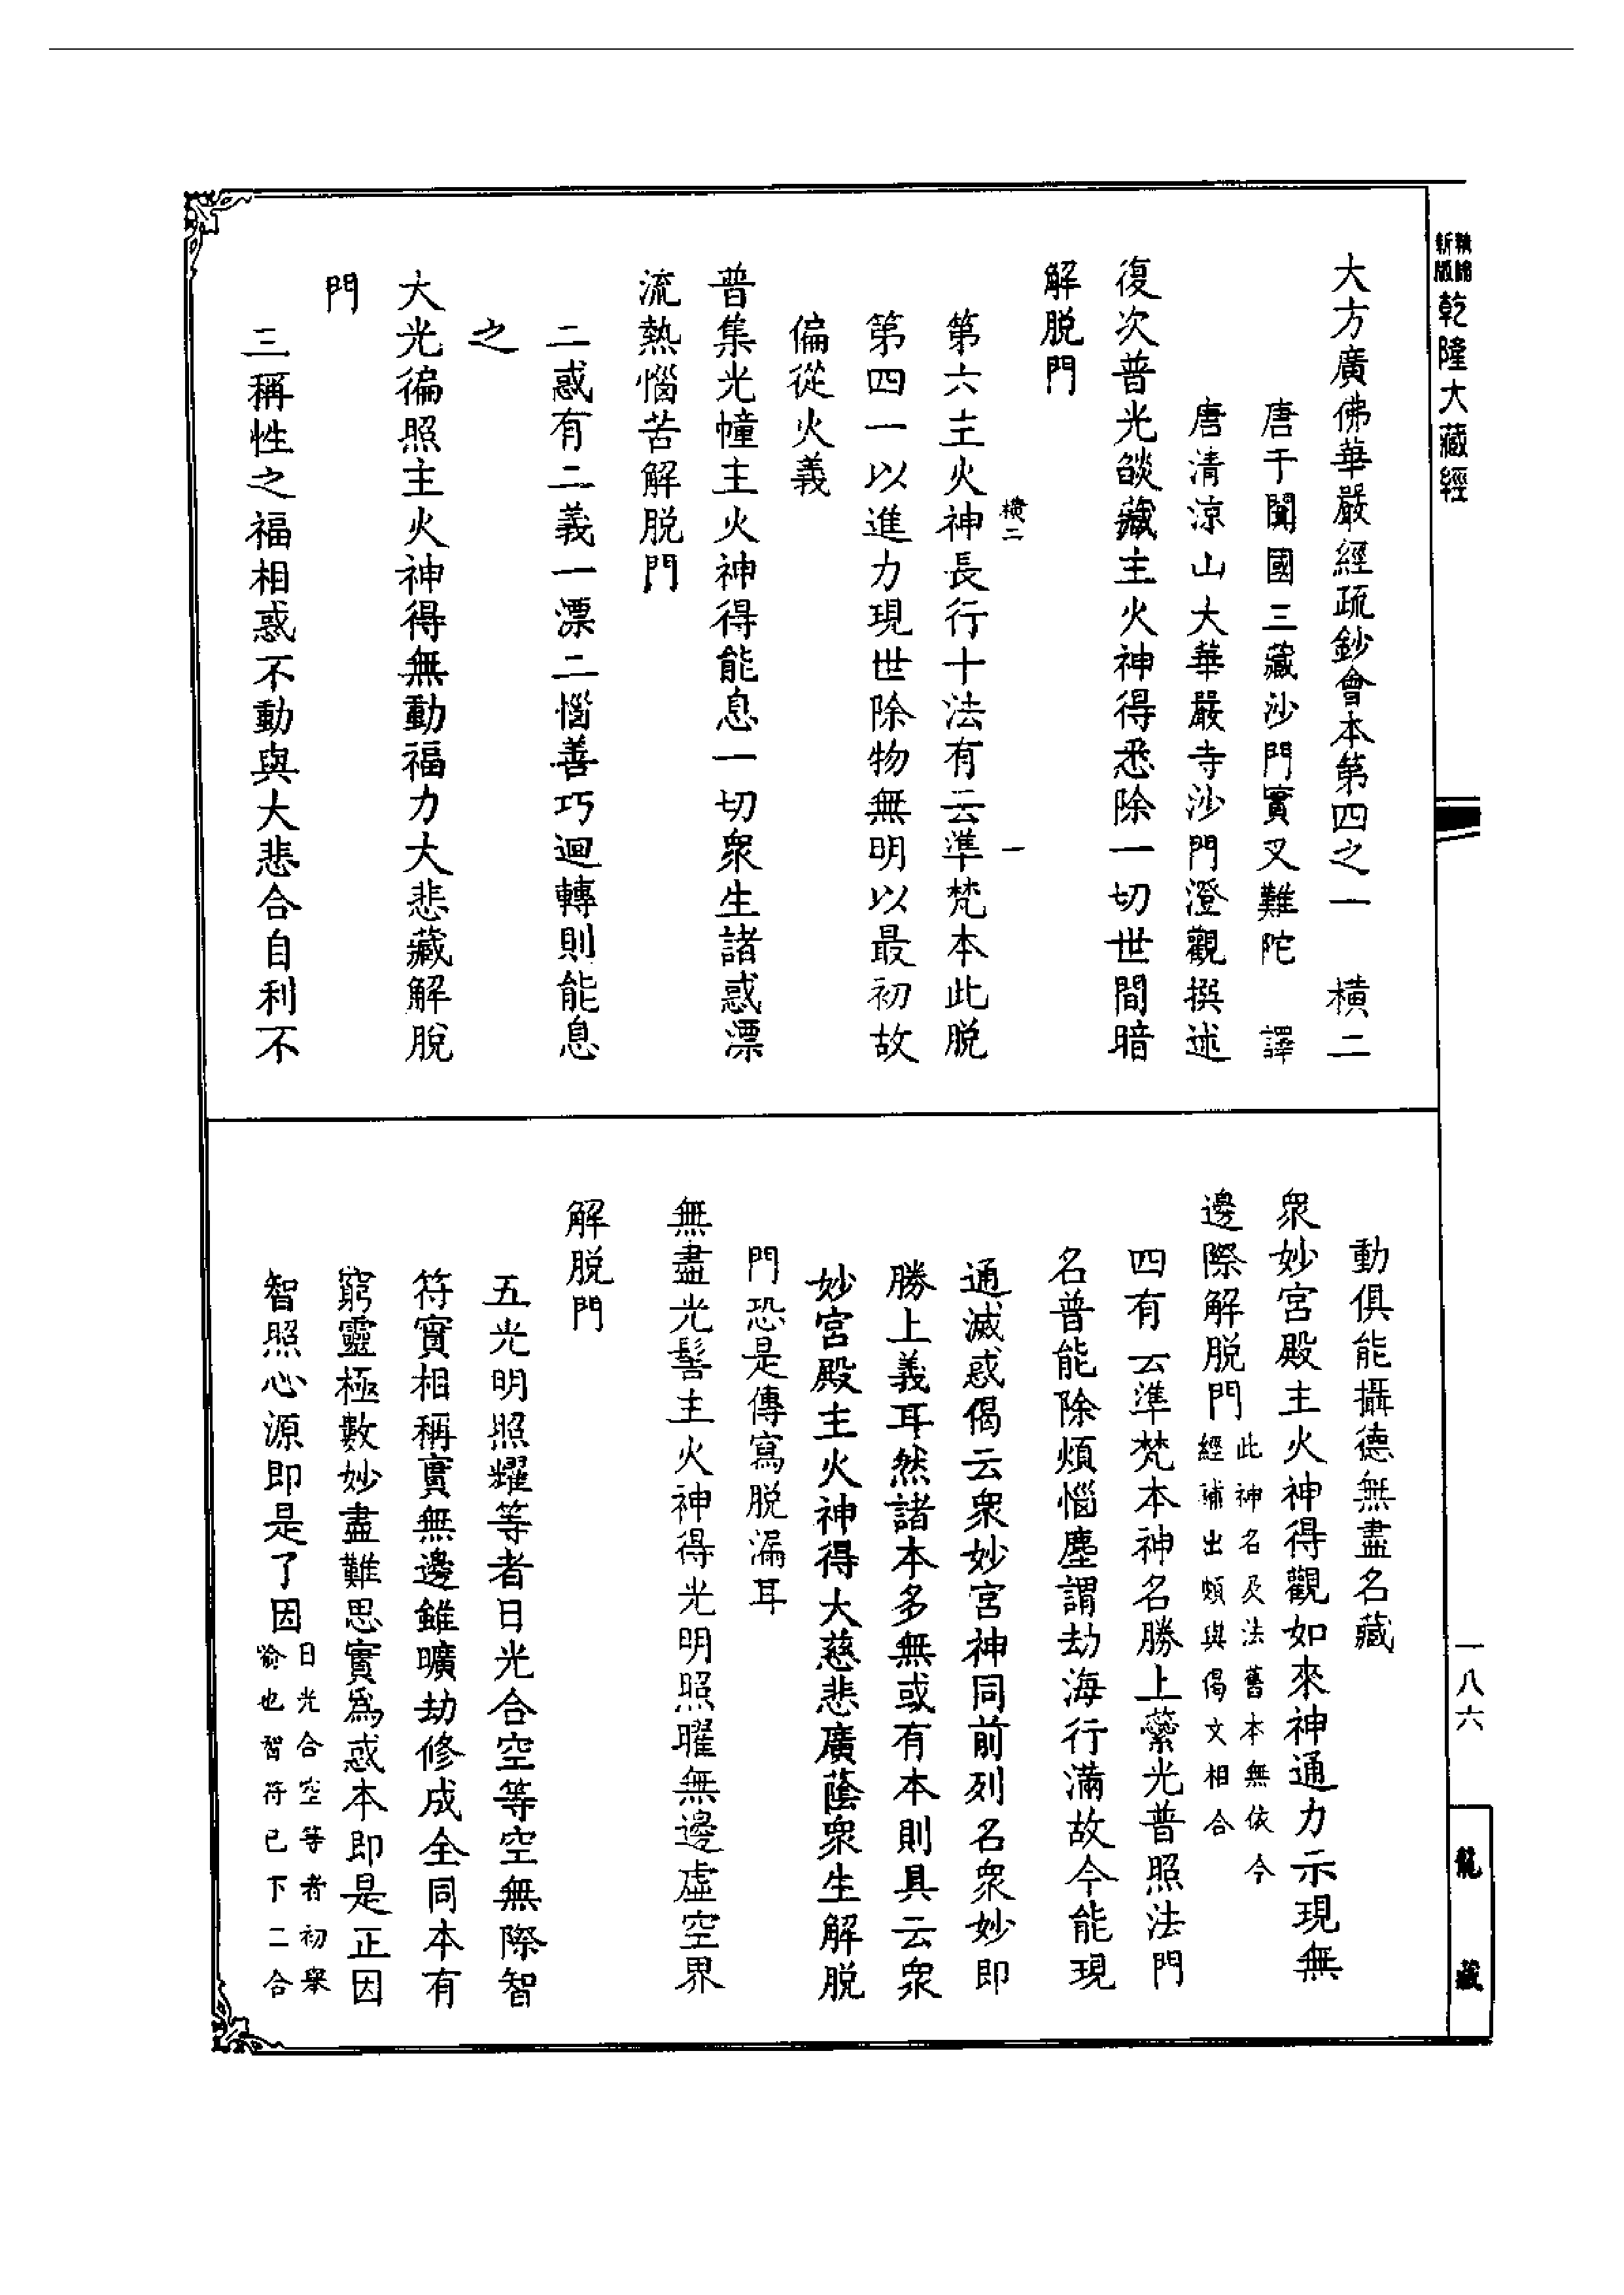 新版
精縮
乾隆大藏經
大方廣佛華嚴經疏鈔會本第四之一　橫二
唐于闐國三藏沙門實叉難陀　譯
唐清涼山大華嚴寺沙門澄觀撰述
復次普光燄藏主火神得悉除一切世間暗
解脫門
橫二　一
第六主火神長行十法有云準梵本此脫
第四一以進力現世除物無明以最初故
偏從火義
普集光幢主火神得能息一切衆生諸惑漂
流熱惱苦解脫門
二惑有二義一漂二惱善巧迴轉則能息
之
大光徧照主火神得無動福力大悲藏解脫
門
三稱性之福相惑不動與大悲合自利不
動俱能攝德無盡名藏
衆妙宮殿主火神得觀如來神通力示現無
邊際解脫門此神名及法舊本無依今
經補出頗與偈文相合
四有云準梵本神名勝上蘂光普照法門
名普能除煩惱塵謂劫海行滿故今能現
通滅惑偈云衆妙宮神同前列名衆妙即
勝上義耳然諸本多無或有本則具云衆
妙宮殿主火神得大慈悲廣蔭衆生解脫
門恐是傳寫脫漏耳
無盡光髻主火神得光明照曜無邊虛空界
解脫門
五光明照耀等者日光合空等空無際智
符實相稱實無邊雖曠劫修成全同本有
窮靈極數妙盡難思實爲惑本即是正因
智照心源即是了因日光合空等者初舉
喻也智符已下二合
一八六
龍　藏